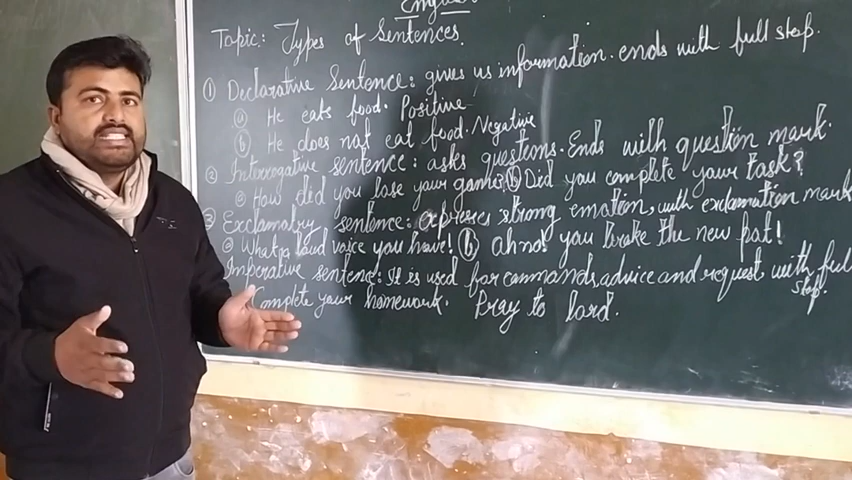 English
Topic: Types of Sentences.
① Declarative Sentence: gives us information. ends with full stop.
ⓐ He eats food. Positive
ⓑ He does not eat food. Negative
② Interrogative sentence: asks questions. Ends with question mark.
ⓐ How did you lose your game? ⓑ Did you complete your task?
③ Exclamatry sentence: expresses strong emotion, with exclamation mark
ⓐ What a loud voice you have! ⓑ ah no! you broke the new pot!
Imperative sentence: It is used for commands, advice and request with full
stop.
Complete your homework. Pray to lord.